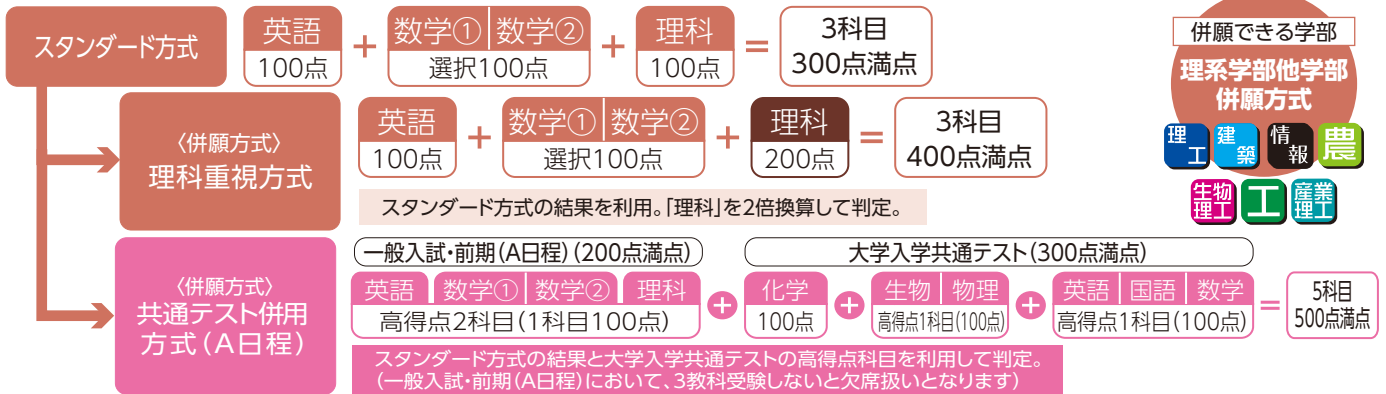 スタンダード方式
英語 + 数学① 数学② + 理科 = 3科目
100点 選択100点 100点 300点満点
〈併願方式〉
理科重視方式
英語 + 数学① 数学② + 理科 = 3科目
100点 選択100点 200点 400点満点
スタンダード方式の結果を利用。「理科」を2倍換算して判定。
〈併願方式〉
共通テスト併用
方式(A日程)
一般入試・前期(A日程)(200点満点) 大学入学共通テスト(300点満点)
英語 数学① 数学② 理科 + 化学 + 生物 物理 + 英語 国語 数学 = 5科目
高得点2科目(1科目100点) 100点 高得点1科目(100点) 高得点1科目(100点) 500点満点
スタンダード方式の結果と大学入学共通テストの高得点科目を利用して判定。
(一般入試・前期(A日程)において、3教科受験しないと欠席扱いとなります)
併願できる学部
理系学部他学部
併願方式
理工 建築 情報 農
生物理工 工 産業理工